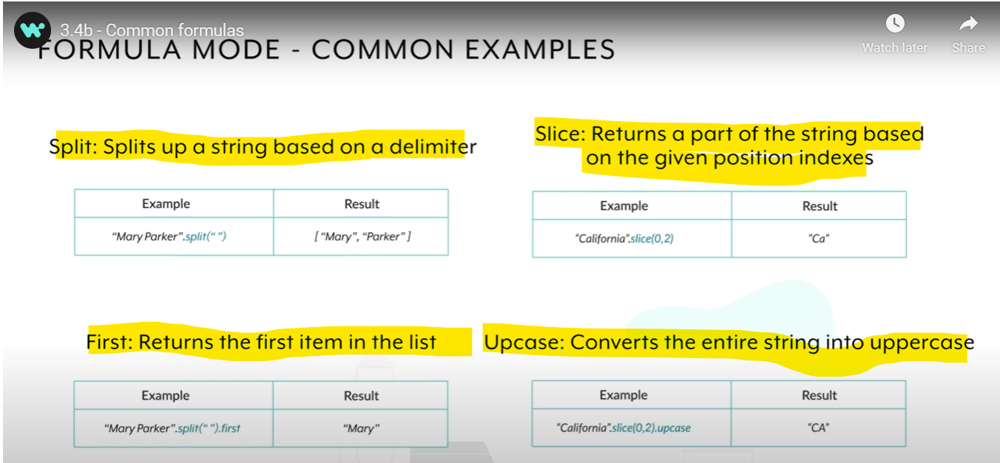 3.4b - Common formulas
Watch later
Share
FORMULA MODE - COMMON EXAMPLES
Split: Splits up a string based on a delimiter
Example
Result
“Mary Parker”.split(“ ”)
[ “Mary”, “Parker” ]
Slice: Returns a part of the string based
on the given position indexes
Example
Result
“California”.slice(0,2)
“Ca”
First: Returns the first item in the list
Example
Result
“Mary Parker”.split(“ ”).first
“Mary”
Upcase: Converts the entire string into uppercase
Example
Result
“California”.slice(0,2).upcase
“CA”